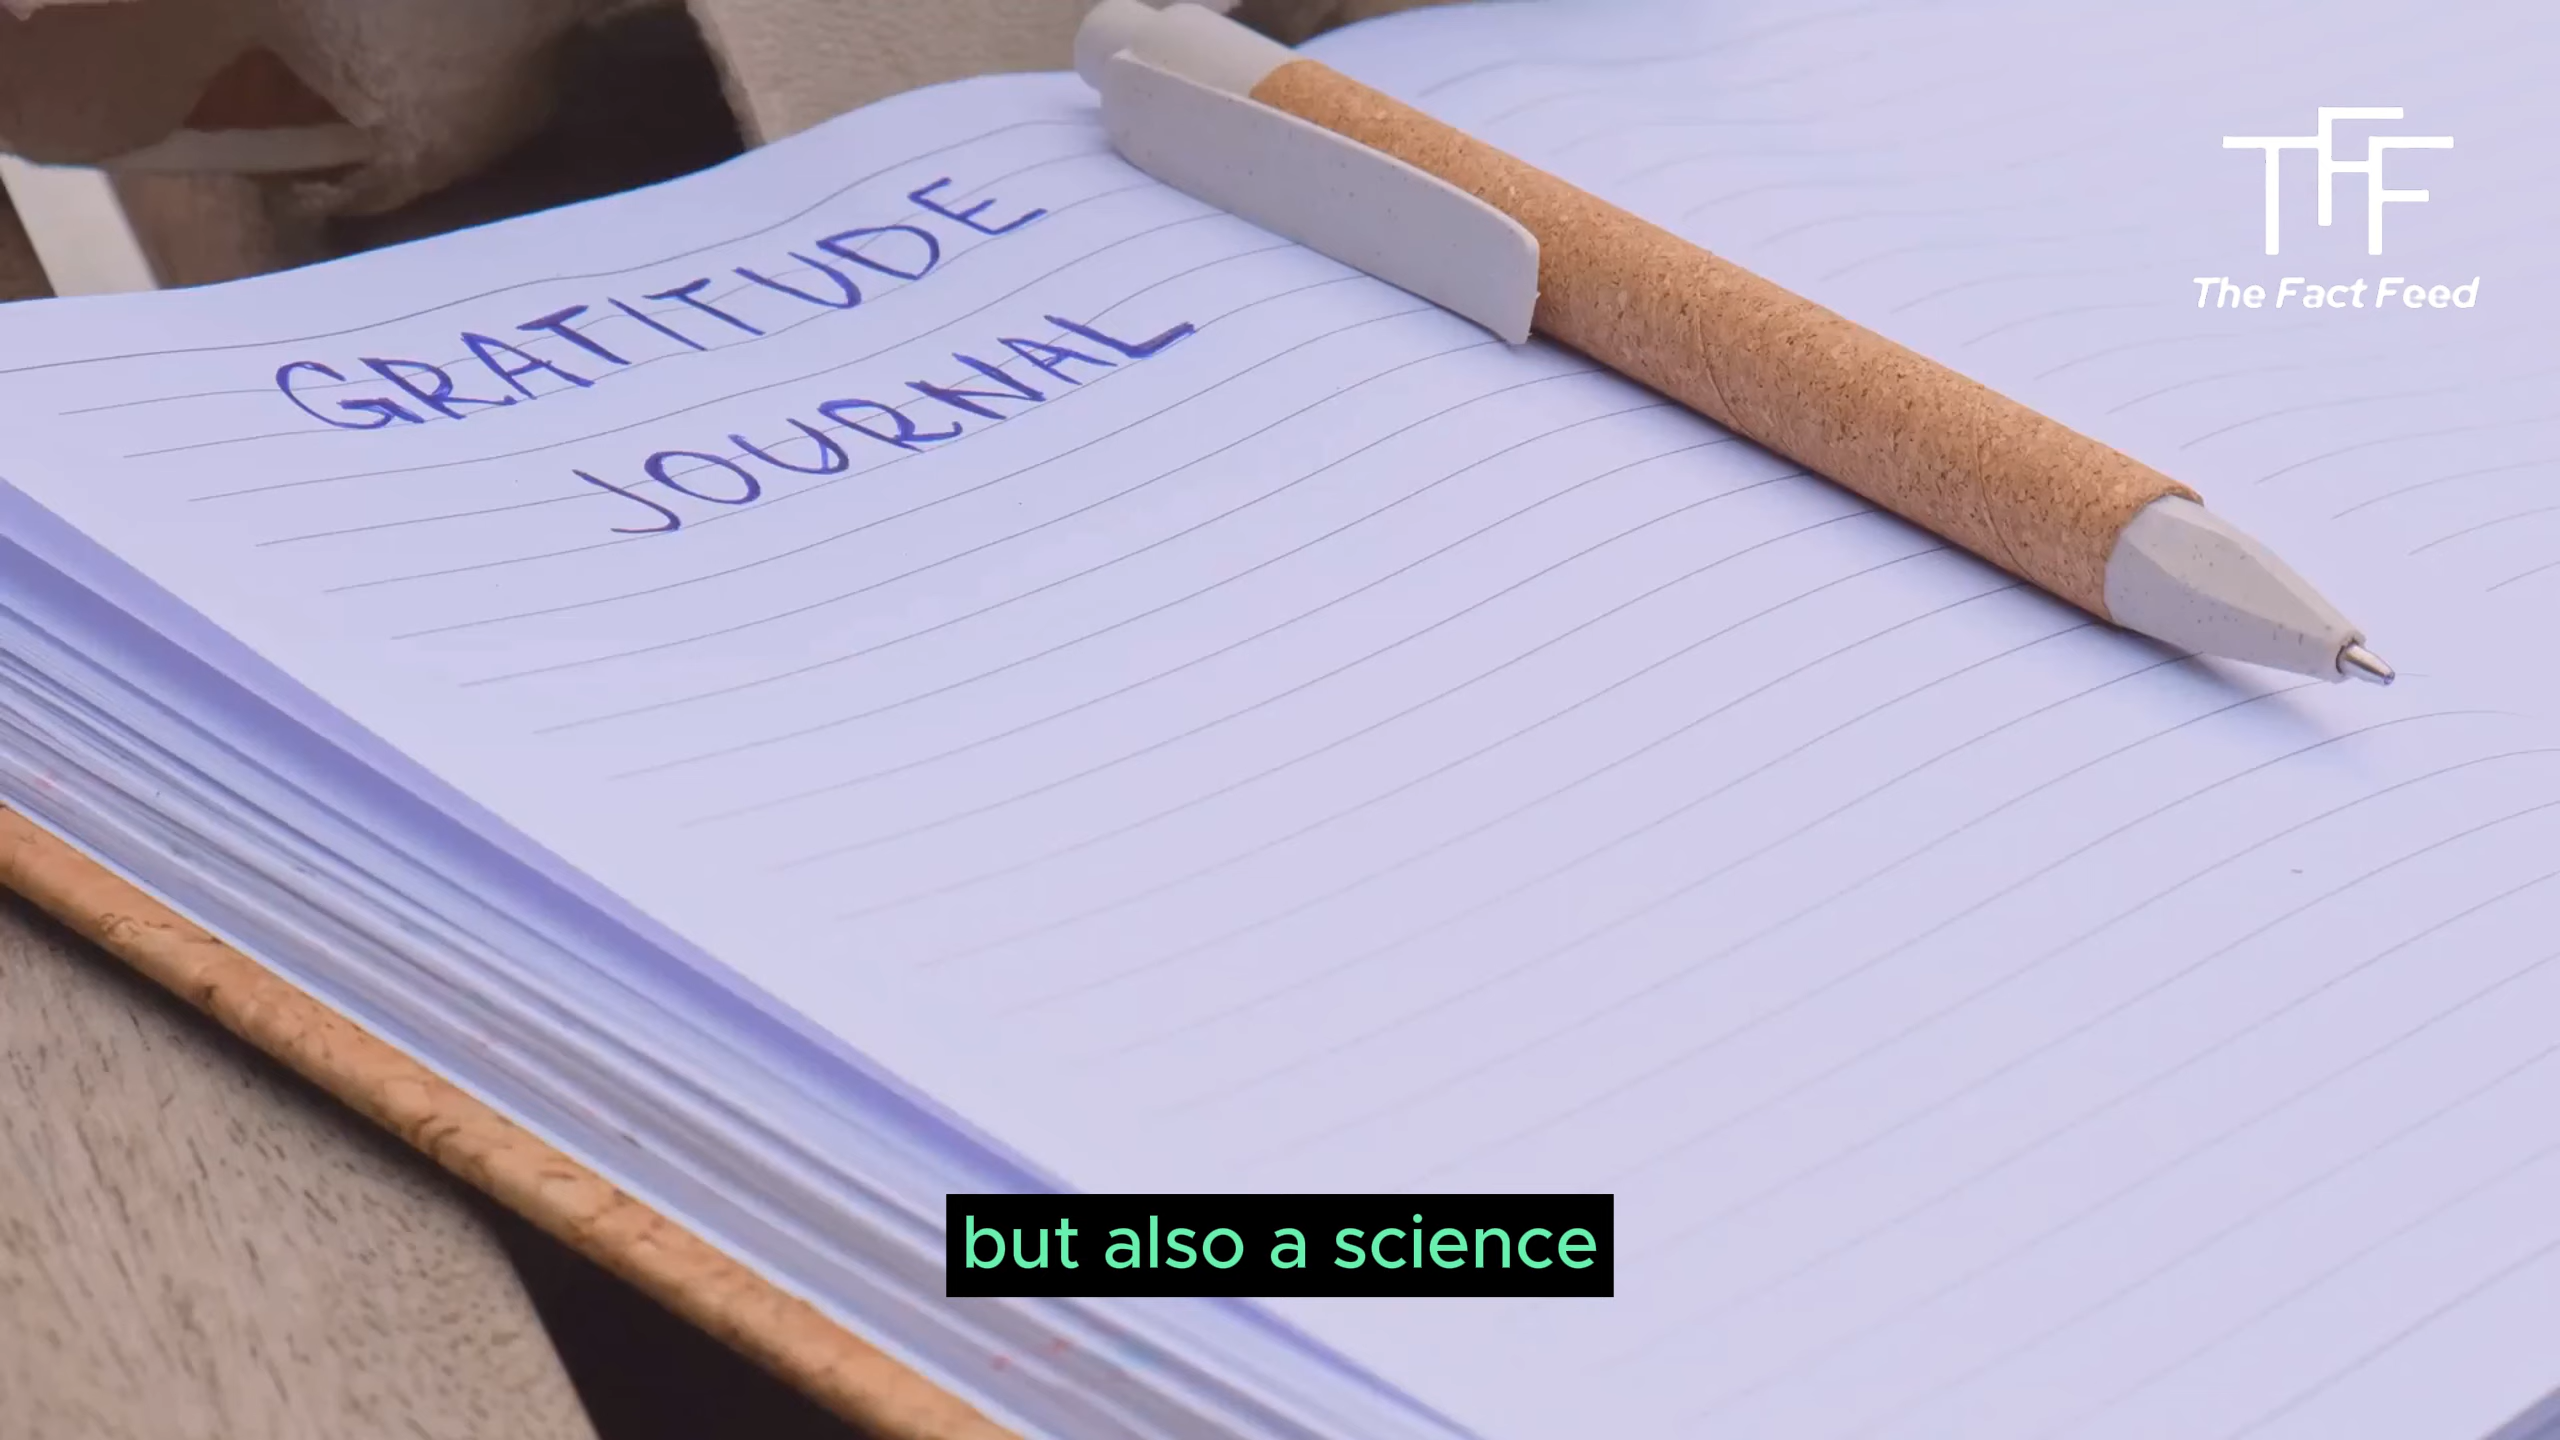 GRATITUDE
JOURNAL
TFF
The Fact Feed
but also a science